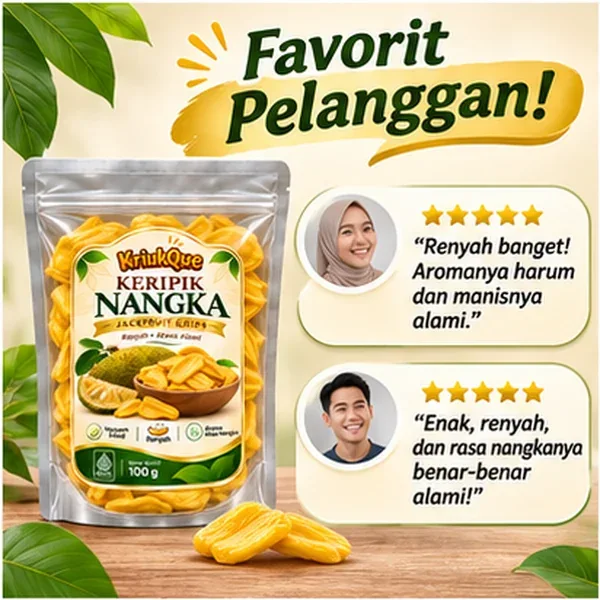 Favorit
Pelanggan!
KriukQue
KERIPIK
NANGKA
"Renyah banget!
Aromanya harum
dan manisnya
alami."
"Enak, renyah,
dan rasa nangkanya
benar-benar
alami!"
Renyah
100 g